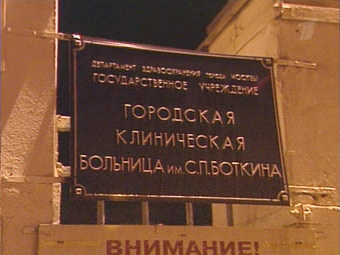 ДЕПАРТАМЕНТ ЗДРАВООХРАНЕНИЯ ГОРОДА МОСКВЫ
ГОСУДАРСТВЕННОЕ УЧРЕЖДЕНИЕ
ГОРОДСКАЯ
КЛИНИЧЕСКАЯ
БОЛЬНИЦА ИМ. С.П. БОТКИНА
ВНИМАНИЕ!